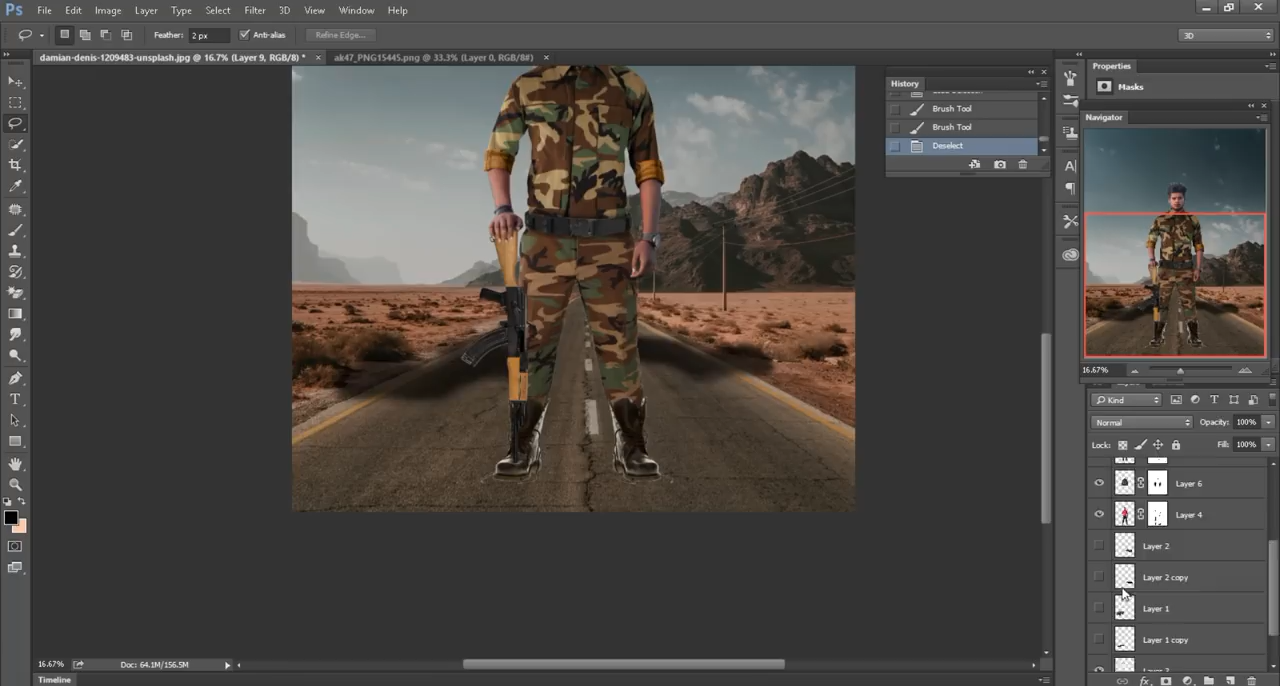 Ps File Edit Image Layer Type Select Filter 3D View Window Help
Feather: 2 px Anti-alias Refine Edge... 3D
damian-denis-1209483-unsplash.jpg @ 16.7% (Layer 9, RGB/8) * × ak47_PNG15445.png @ 33.3% (Layer 0, RGB/8#) ×
Properties
Masks
History
Brush Tool
Brush Tool
Deselect
Navigator
16.67%
Kind
Normal Opacity: 100%
Lock: Fill: 100%
Layer 6
Layer 4
Layer 2
Layer 2 copy
Layer 1
Layer 1 copy
16.67% Doc: 64.1M/156.5M
Timeline